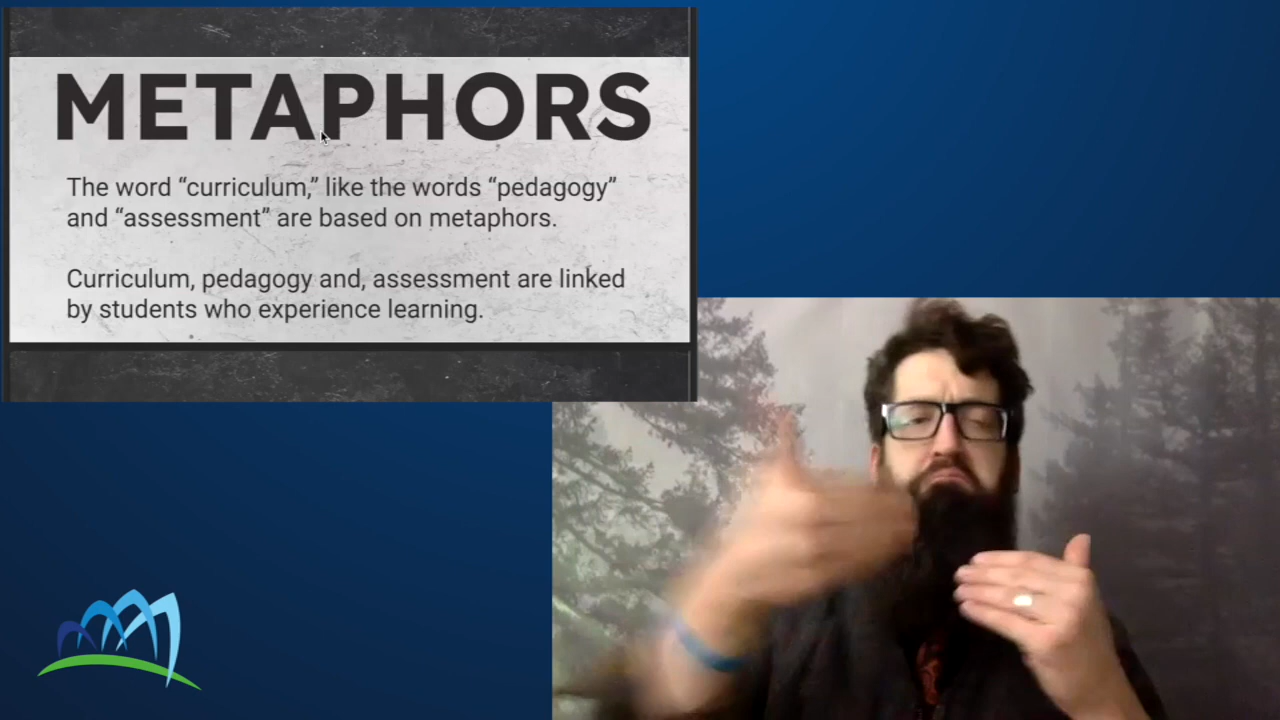 METAPHORS
The word “curriculum,” like the words “pedagogy”
and “assessment” are based on metaphors.
Curriculum, pedagogy and, assessment are linked
by students who experience learning.